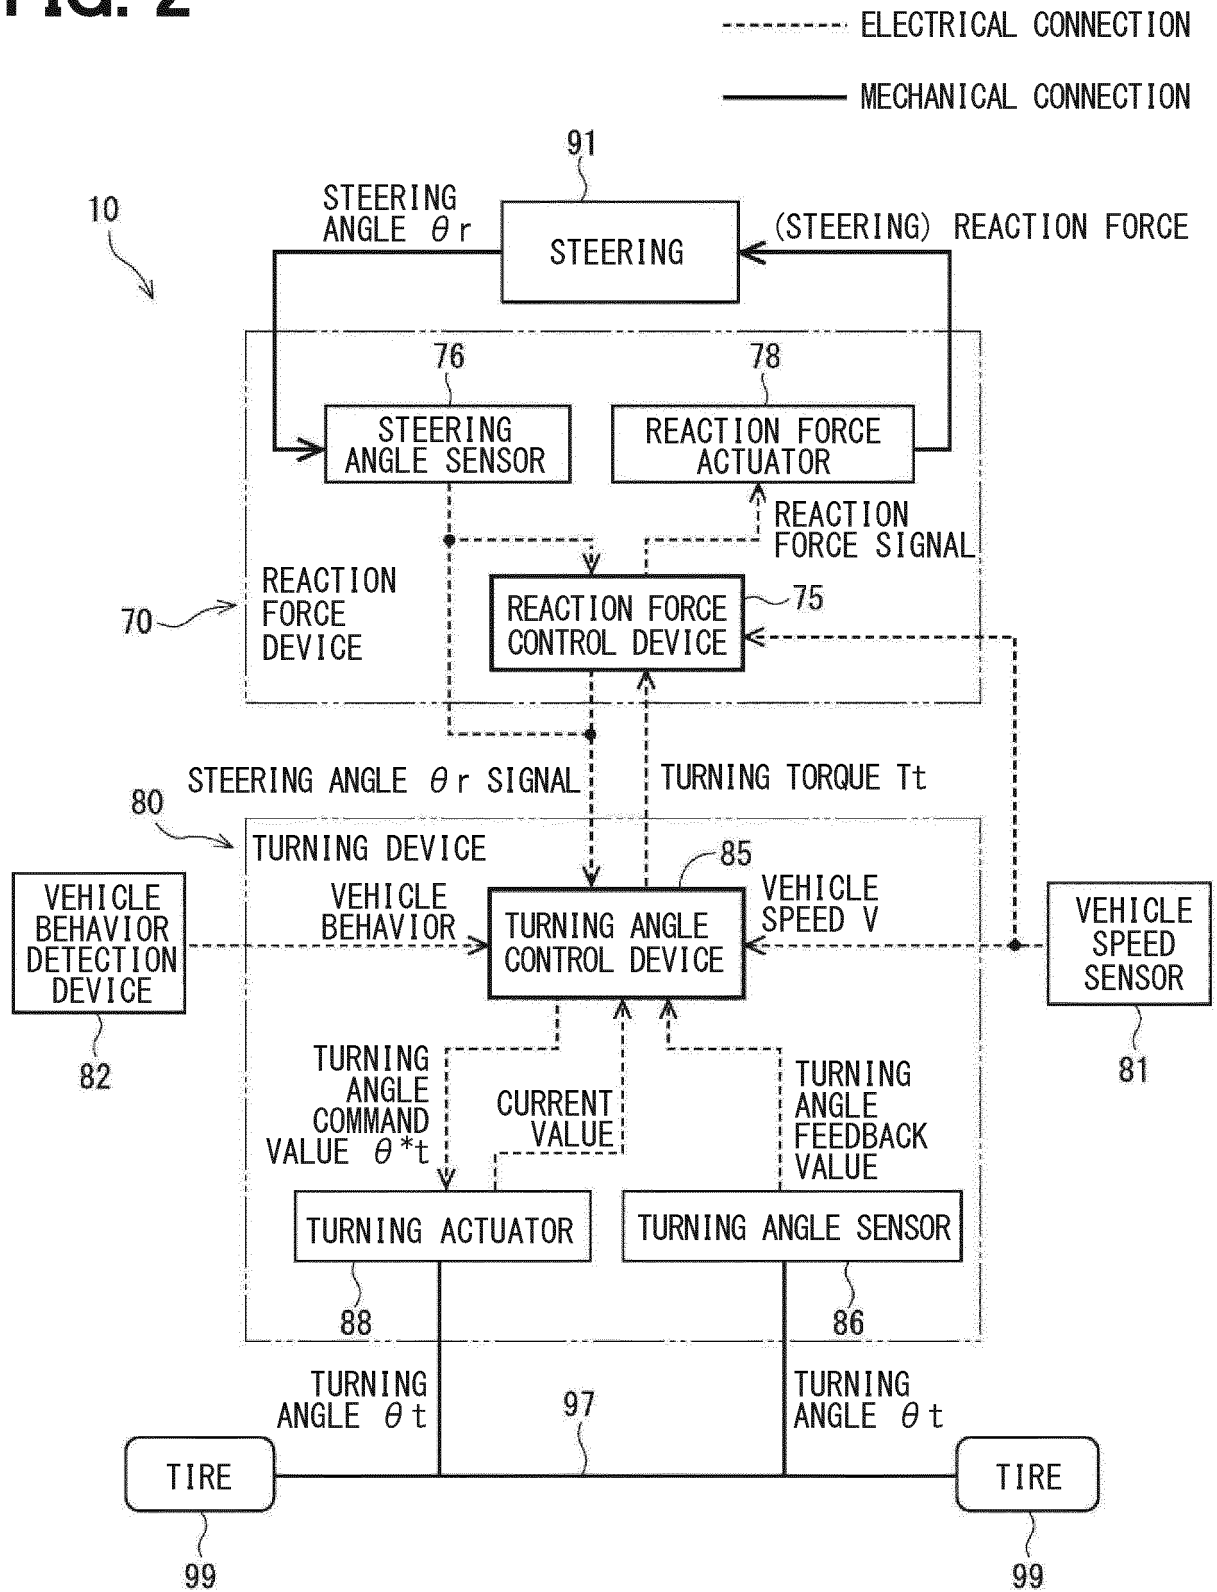 FIG. 2
ELECTRICAL CONNECTION
MECHANICAL CONNECTION
91
10
STEERING
ANGLE θr
STEERING
(STEERING) REACTION FORCE
76
78
STEERING
ANGLE SENSOR
REACTION FORCE
ACTUATOR
REACTION
FORCE SIGNAL
70
REACTION
FORCE
DEVICE
REACTION FORCE
CONTROL DEVICE
75
STEERING ANGLE θr SIGNAL
TURNING TORQUE Tt
80
TURNING DEVICE
85
VEHICLE
BEHAVIOR
DETECTION
DEVICE
82
VEHICLE
BEHAVIOR
TURNING ANGLE
CONTROL DEVICE
VEHICLE
SPEED V
VEHICLE
SPEED
SENSOR
81
TURNING
ANGLE
COMMAND
VALUE θ*t
CURRENT
VALUE
TURNING
ANGLE
FEEDBACK
VALUE
TURNING ACTUATOR
TURNING ANGLE SENSOR
88
86
TURNING
ANGLE θt
97
TURNING
ANGLE θt
TIRE
TIRE
99
99